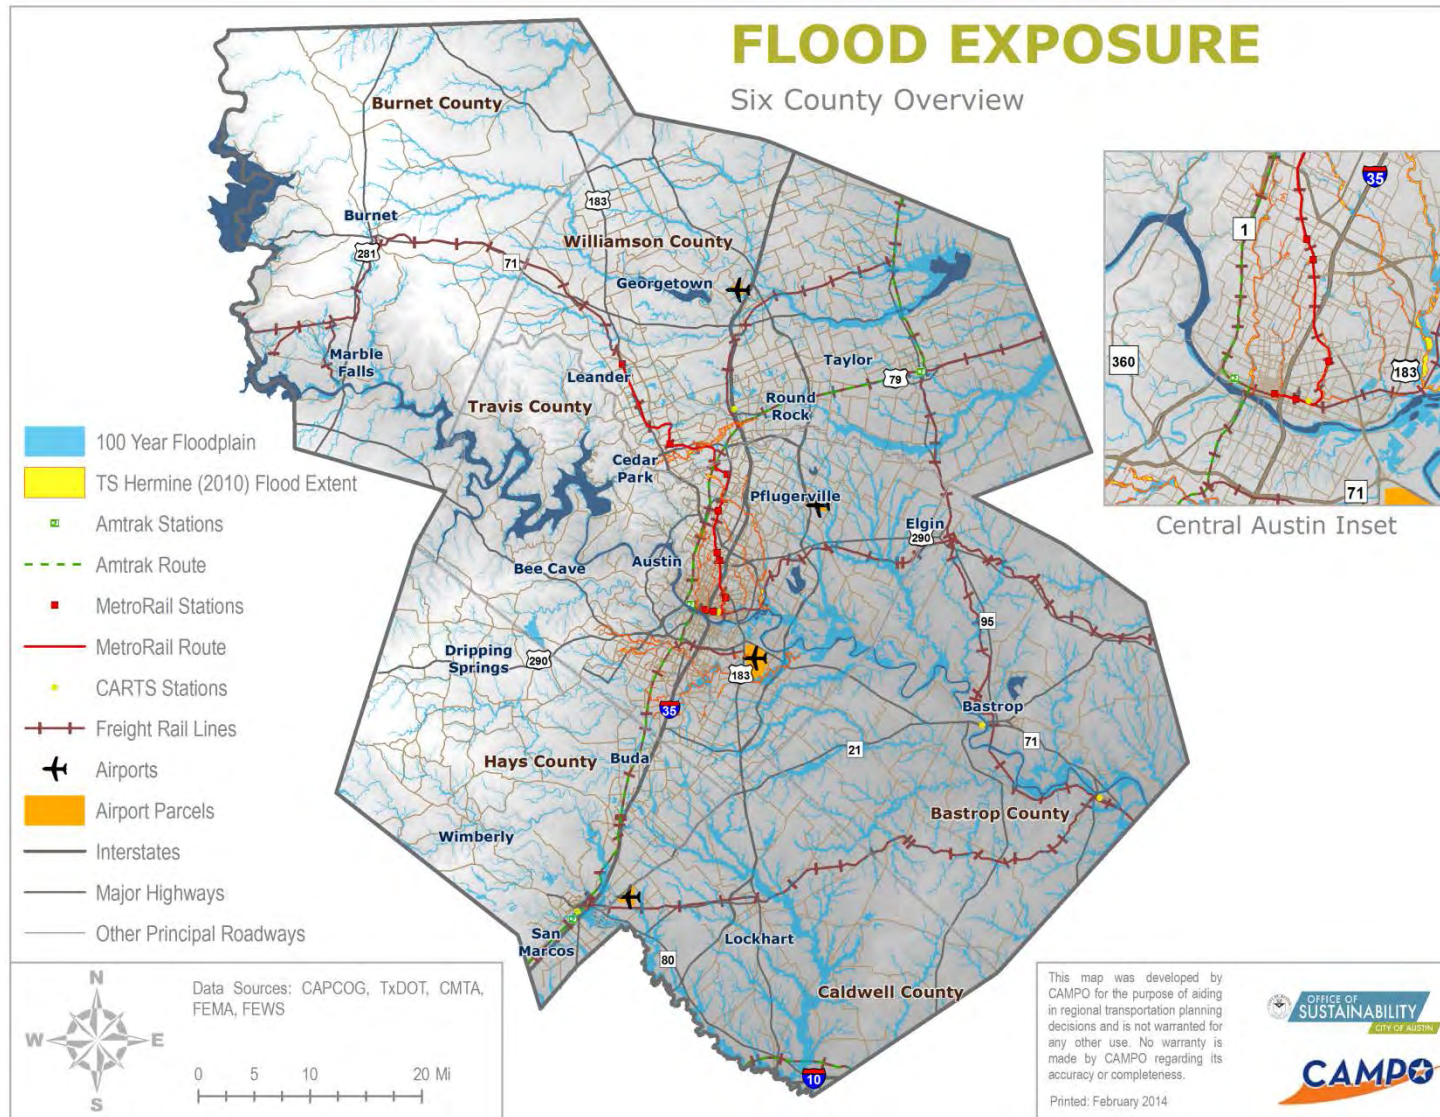 FLOOD EXPOSURE
Six County Overview
Burnet County
Burnet
183
281
71
Williamson County
Georgetown
Marble
Falls
Leander
Taylor
79
Round
Rock
Travis County
Cedar
Park
Pflugerville
Elgin
290
Austin
Bee Cave
95
Dripping
Springs
290
183
35
Bastrop
71
21
Hays County
Buda
Bastrop County
Wimberly
San
Marcos
80
Lockhart
Caldwell County
10
35
1
360
183
71
Central Austin Inset
100 Year Floodplain
TS Hermine (2010) Flood Extent
Amtrak Stations
Amtrak Route
MetroRail Stations
MetroRail Route
CARTS Stations
Freight Rail Lines
Airports
Airport Parcels
Interstates
Major Highways
Other Principal Roadways
N
W E
S
Data Sources: CAPCOG, TxDOT, CMTA,
FEMA, FEWS
0 5 10 20 Mi
This map was developed by
CAMPO for the purpose of aiding
in regional transportation planning
decisions and is not warranted for
any other use. No warranty is
made by CAMPO regarding its
accuracy or completeness.
Printed: February 2014
OFFICE OF
SUSTAINABILITY
CITY OF AUSTIN
CAMPO